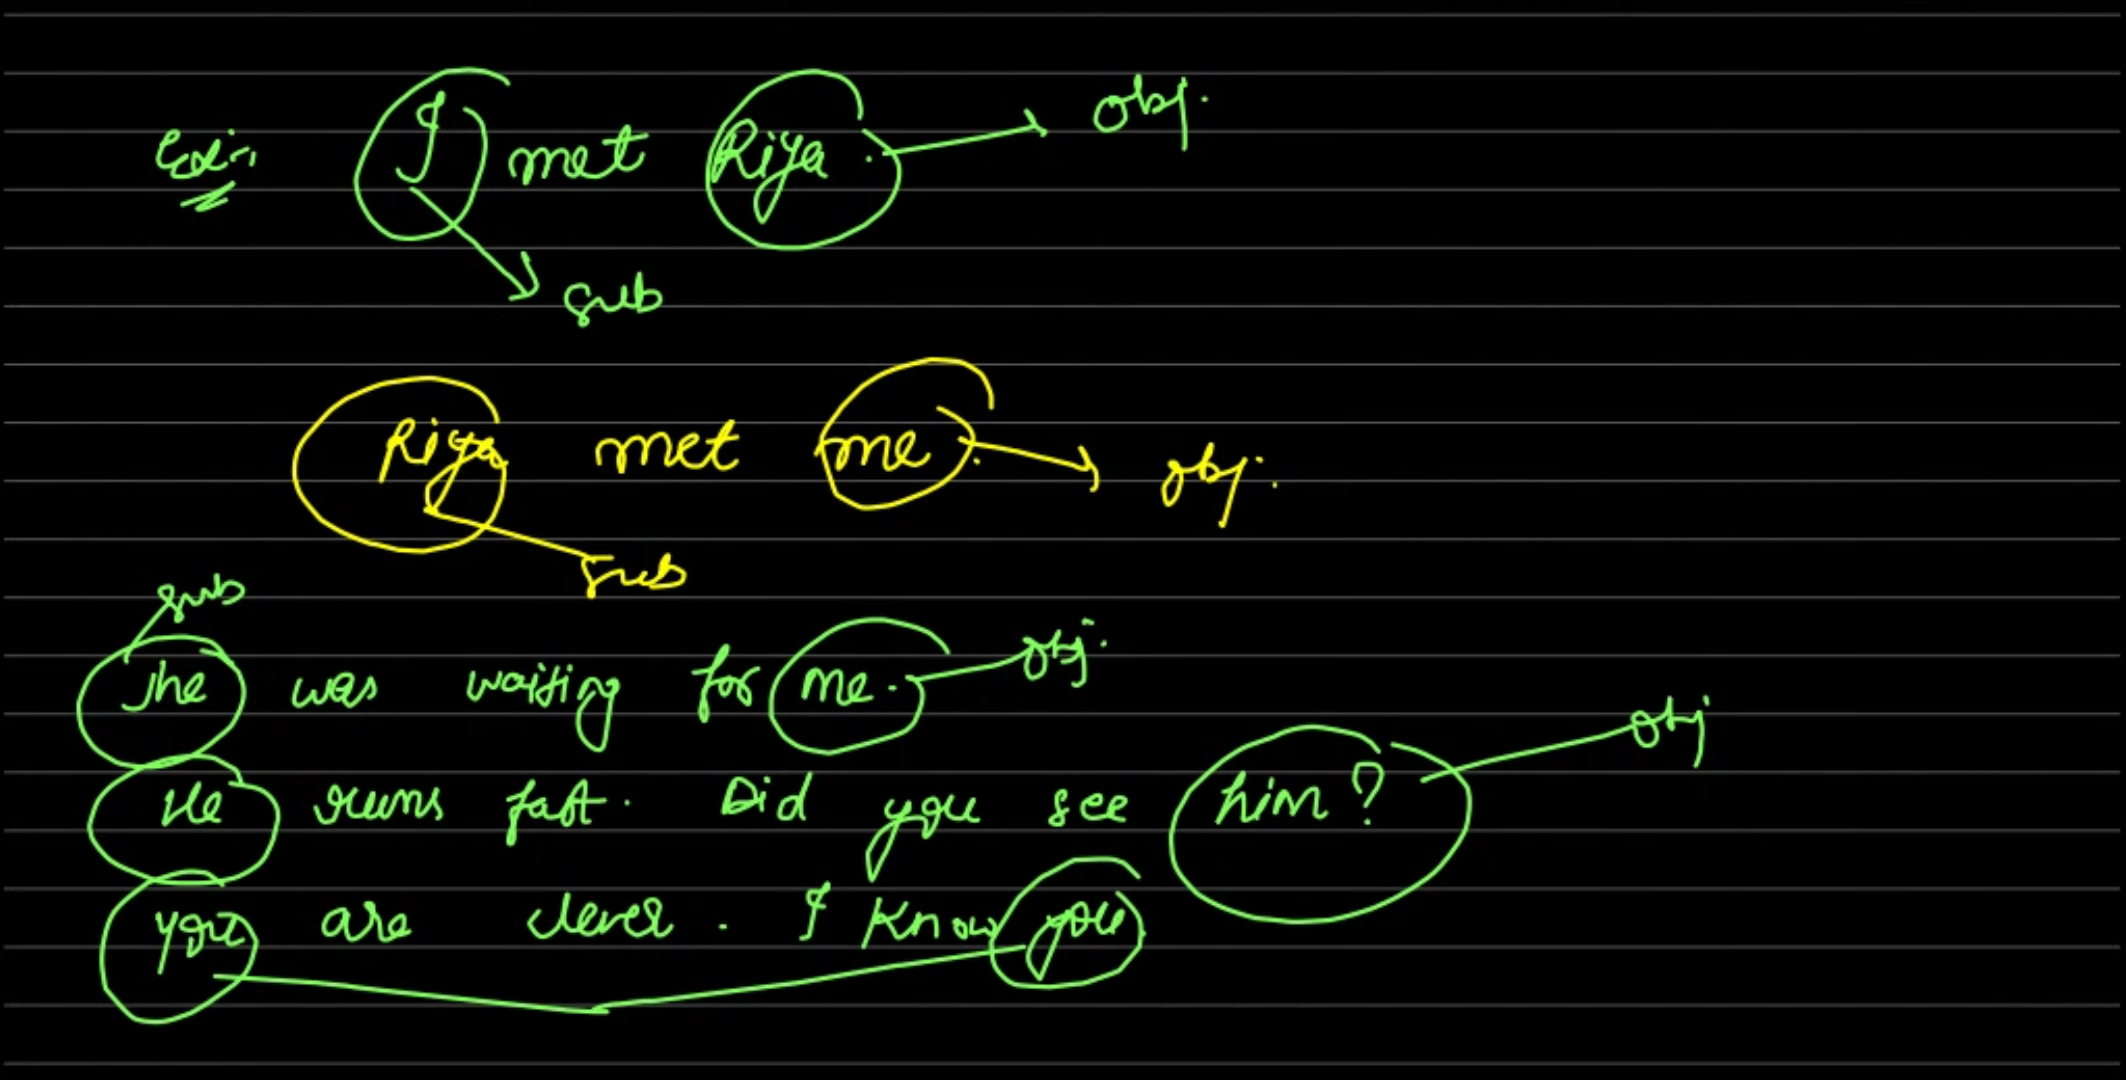 Ex:- I met Riya. → obj.
sub
Riya met me. → obj.
sub
sub
She was waiting for me. obj.
He runs fast. Did you see him? obj
you are clever. I know you